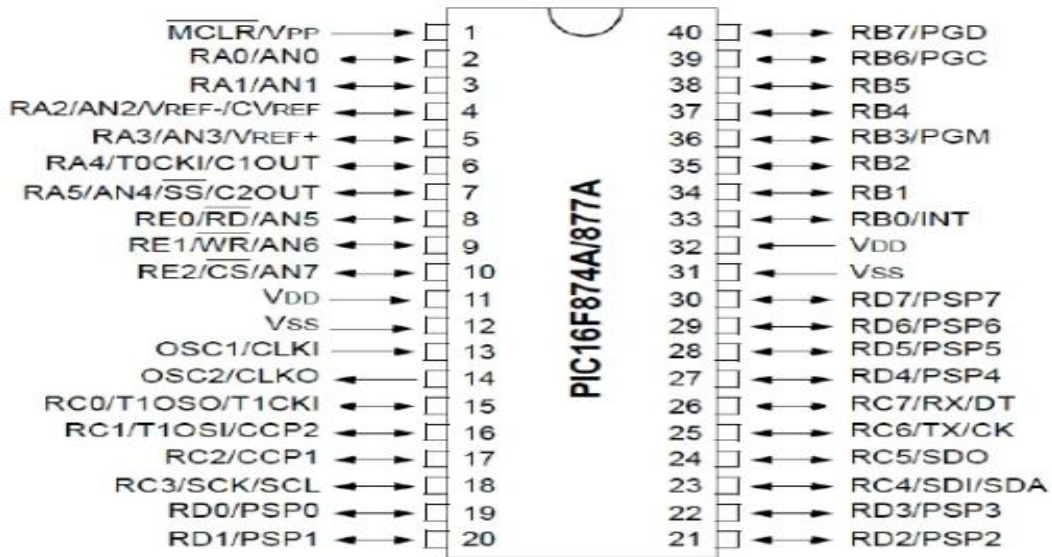 MCLR/VPP 1 40 RB7/PGD
RA0/AN0 2 39 RB6/PGC
RA1/AN1 3 38 RB5
RA2/AN2/VREF-/CVREF 4 37 RB4
RA3/AN3/VREF+ 5 36 RB3/PGM
RA4/T0CKI/C1OUT 6 35 RB2
RA5/AN4/SS/C2OUT 7 34 RB1
RE0/RD/AN5 8 33 RB0/INT
RE1/WR/AN6 9 32 VDD
RE2/CS/AN7 10 31 VSS
VDD 11 30 RD7/PSP7
VSS 12 29 RD6/PSP6
OSC1/CLKI 13 28 RD5/PSP5
OSC2/CLKO 14 27 RD4/PSP4
RC0/T1OSO/T1CKI 15 26 RC7/RX/DT
RC1/T1OSI/CCP2 16 25 RC6/TX/CK
RC2/CCP1 17 24 RC5/SDO
RC3/SCK/SCL 18 23 RC4/SDI/SDA
RD0/PSP0 19 22 RD3/PSP3
RD1/PSP1 20 21 RD2/PSP2
PIC16F874A/877A